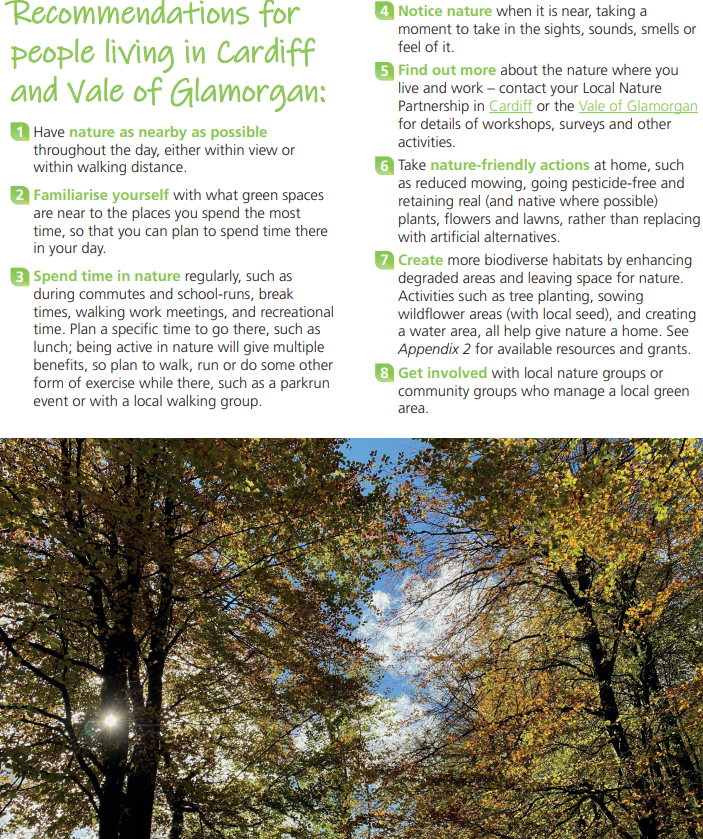 Recommendations for
people living in Cardiff
and Vale of Glamorgan:
1 Have nature as nearby as possible
throughout the day, either within view or
within walking distance.
2 Familiarise yourself with what green spaces
are near to the places you spend the most
time, so that you can plan to spend time there
in your day.
3 Spend time in nature regularly, such as
during commutes and school-runs, break
times, walking work meetings, and recreational
time. Plan a specific time to go there, such as
lunch; being active in nature will give multiple
benefits, so plan to walk, run or do some other
form of exercise while there, such as a parkrun
event or with a local walking group.
4 Notice nature when it is near, taking a
moment to take in the sights, sounds, smells or
feel of it.
5 Find out more about the nature where you
live and work – contact your Local Nature
Partnership in Cardiff or the Vale of Glamorgan
for details of workshops, surveys and other
activities.
6 Take nature-friendly actions at home, such
as reduced mowing, going pesticide-free and
retaining real (and native where possible)
plants, flowers and lawns, rather than replacing
with artificial alternatives.
7 Create more biodiverse habitats by enhancing
degraded areas and leaving space for nature.
Activities such as tree planting, sowing
wildflower areas (with local seed), and creating
a water area, all help give nature a home. See
Appendix 2 for available resources and grants.
8 Get involved with local nature groups or
community groups who manage a local green
area.